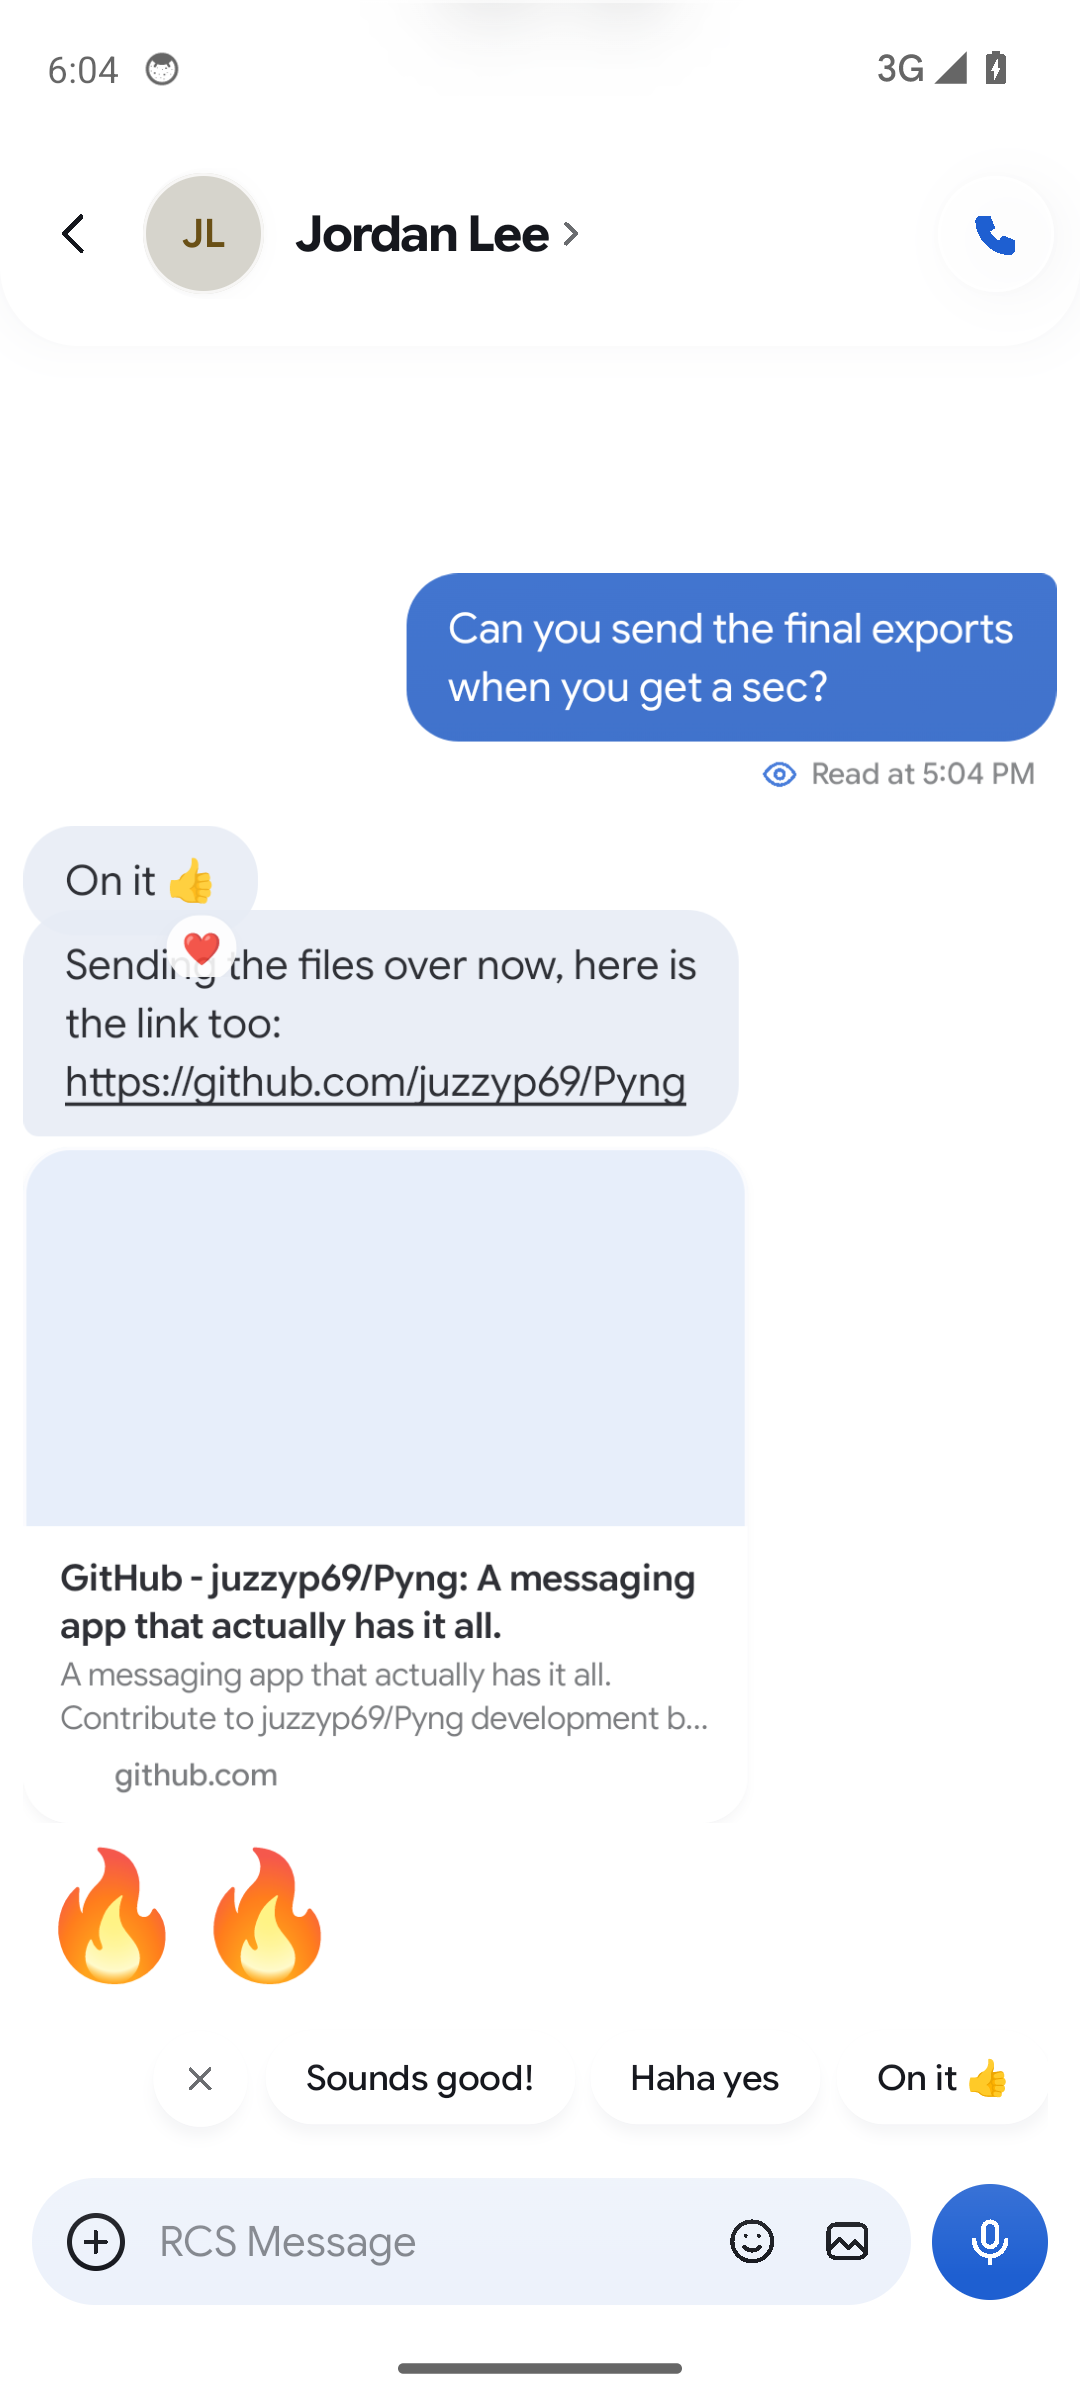 6:04
3G
JL
Jordan Lee
Can you send the final exports
when you get a sec?
Read at 5:04 PM
On it 👍
❤️
Sending the files over now, here is
the link too:
https://github.com/juzzyp69/Pyng
GitHub - juzzyp69/Pyng: A messaging
app that actually has it all.
A messaging app that actually has it all.
Contribute to juzzyp69/Pyng development b...
github.com
🔥 🔥
Sounds good!
Haha yes
On it 👍
RCS Message